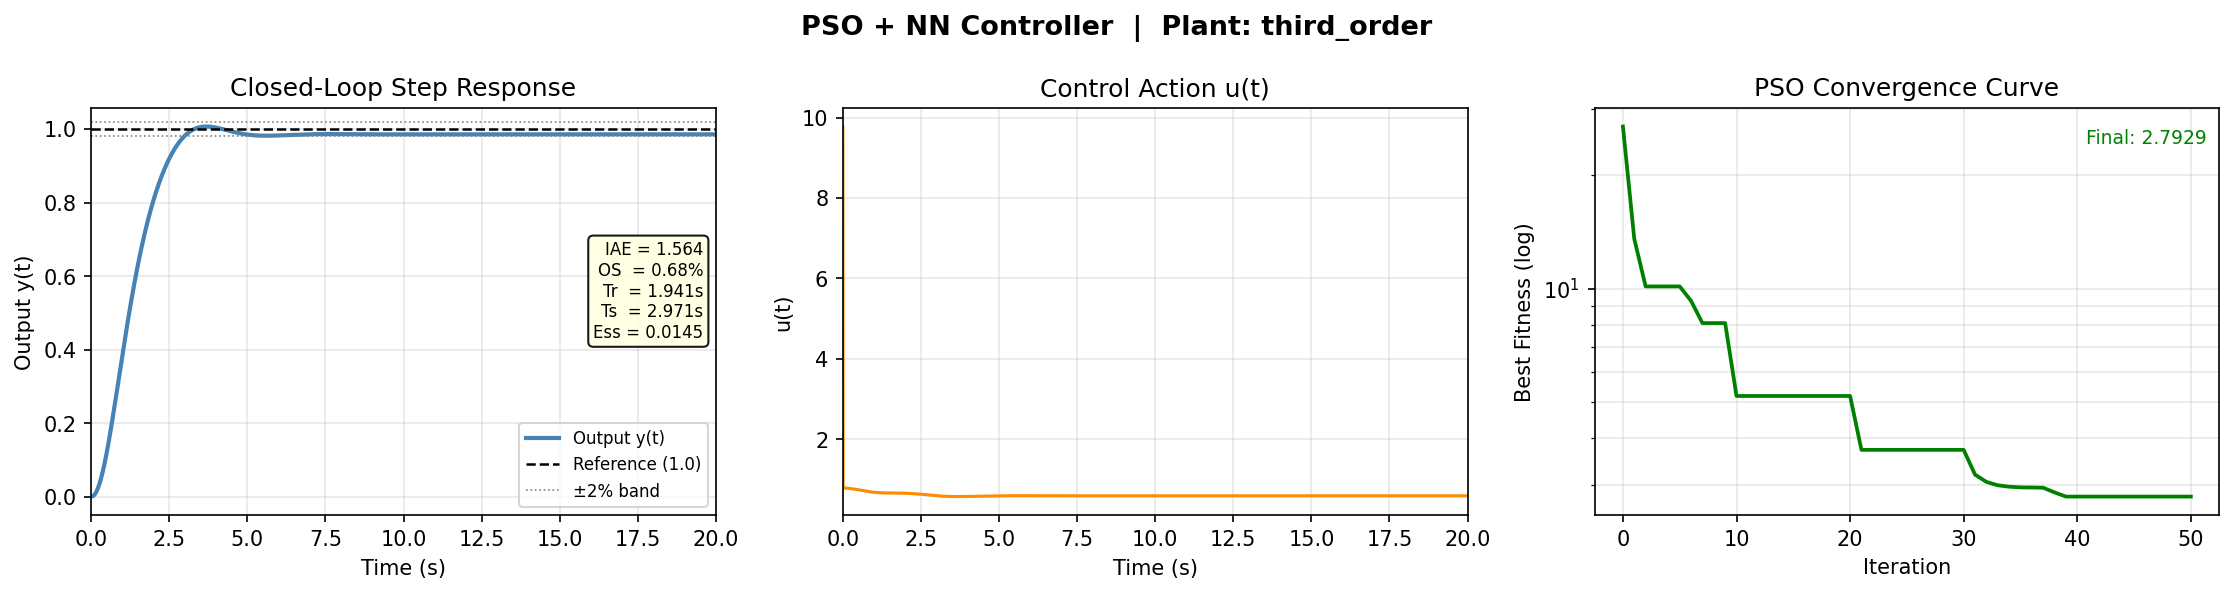 PSO + NN Controller  |  Plant: third_order
Closed-Loop Step Response
Output y(t)
1.0
0.8
0.6
0.4
0.2
0.0
IAE = 1.564
OS  = 0.68%
Tr  = 1.941s
Ts  = 2.971s
Ess = 0.0145
Output y(t)
Reference (1.0)
±2% band
0.0 2.5 5.0 7.5 10.0 12.5 15.0 17.5 20.0
Time (s)
Control Action u(t)
u(t)
10
8
6
4
2
0.0 2.5 5.0 7.5 10.0 12.5 15.0 17.5 20.0
Time (s)
PSO Convergence Curve
Best Fitness (log)
10¹
Final: 2.7929
0 10 20 30 40 50
Iteration